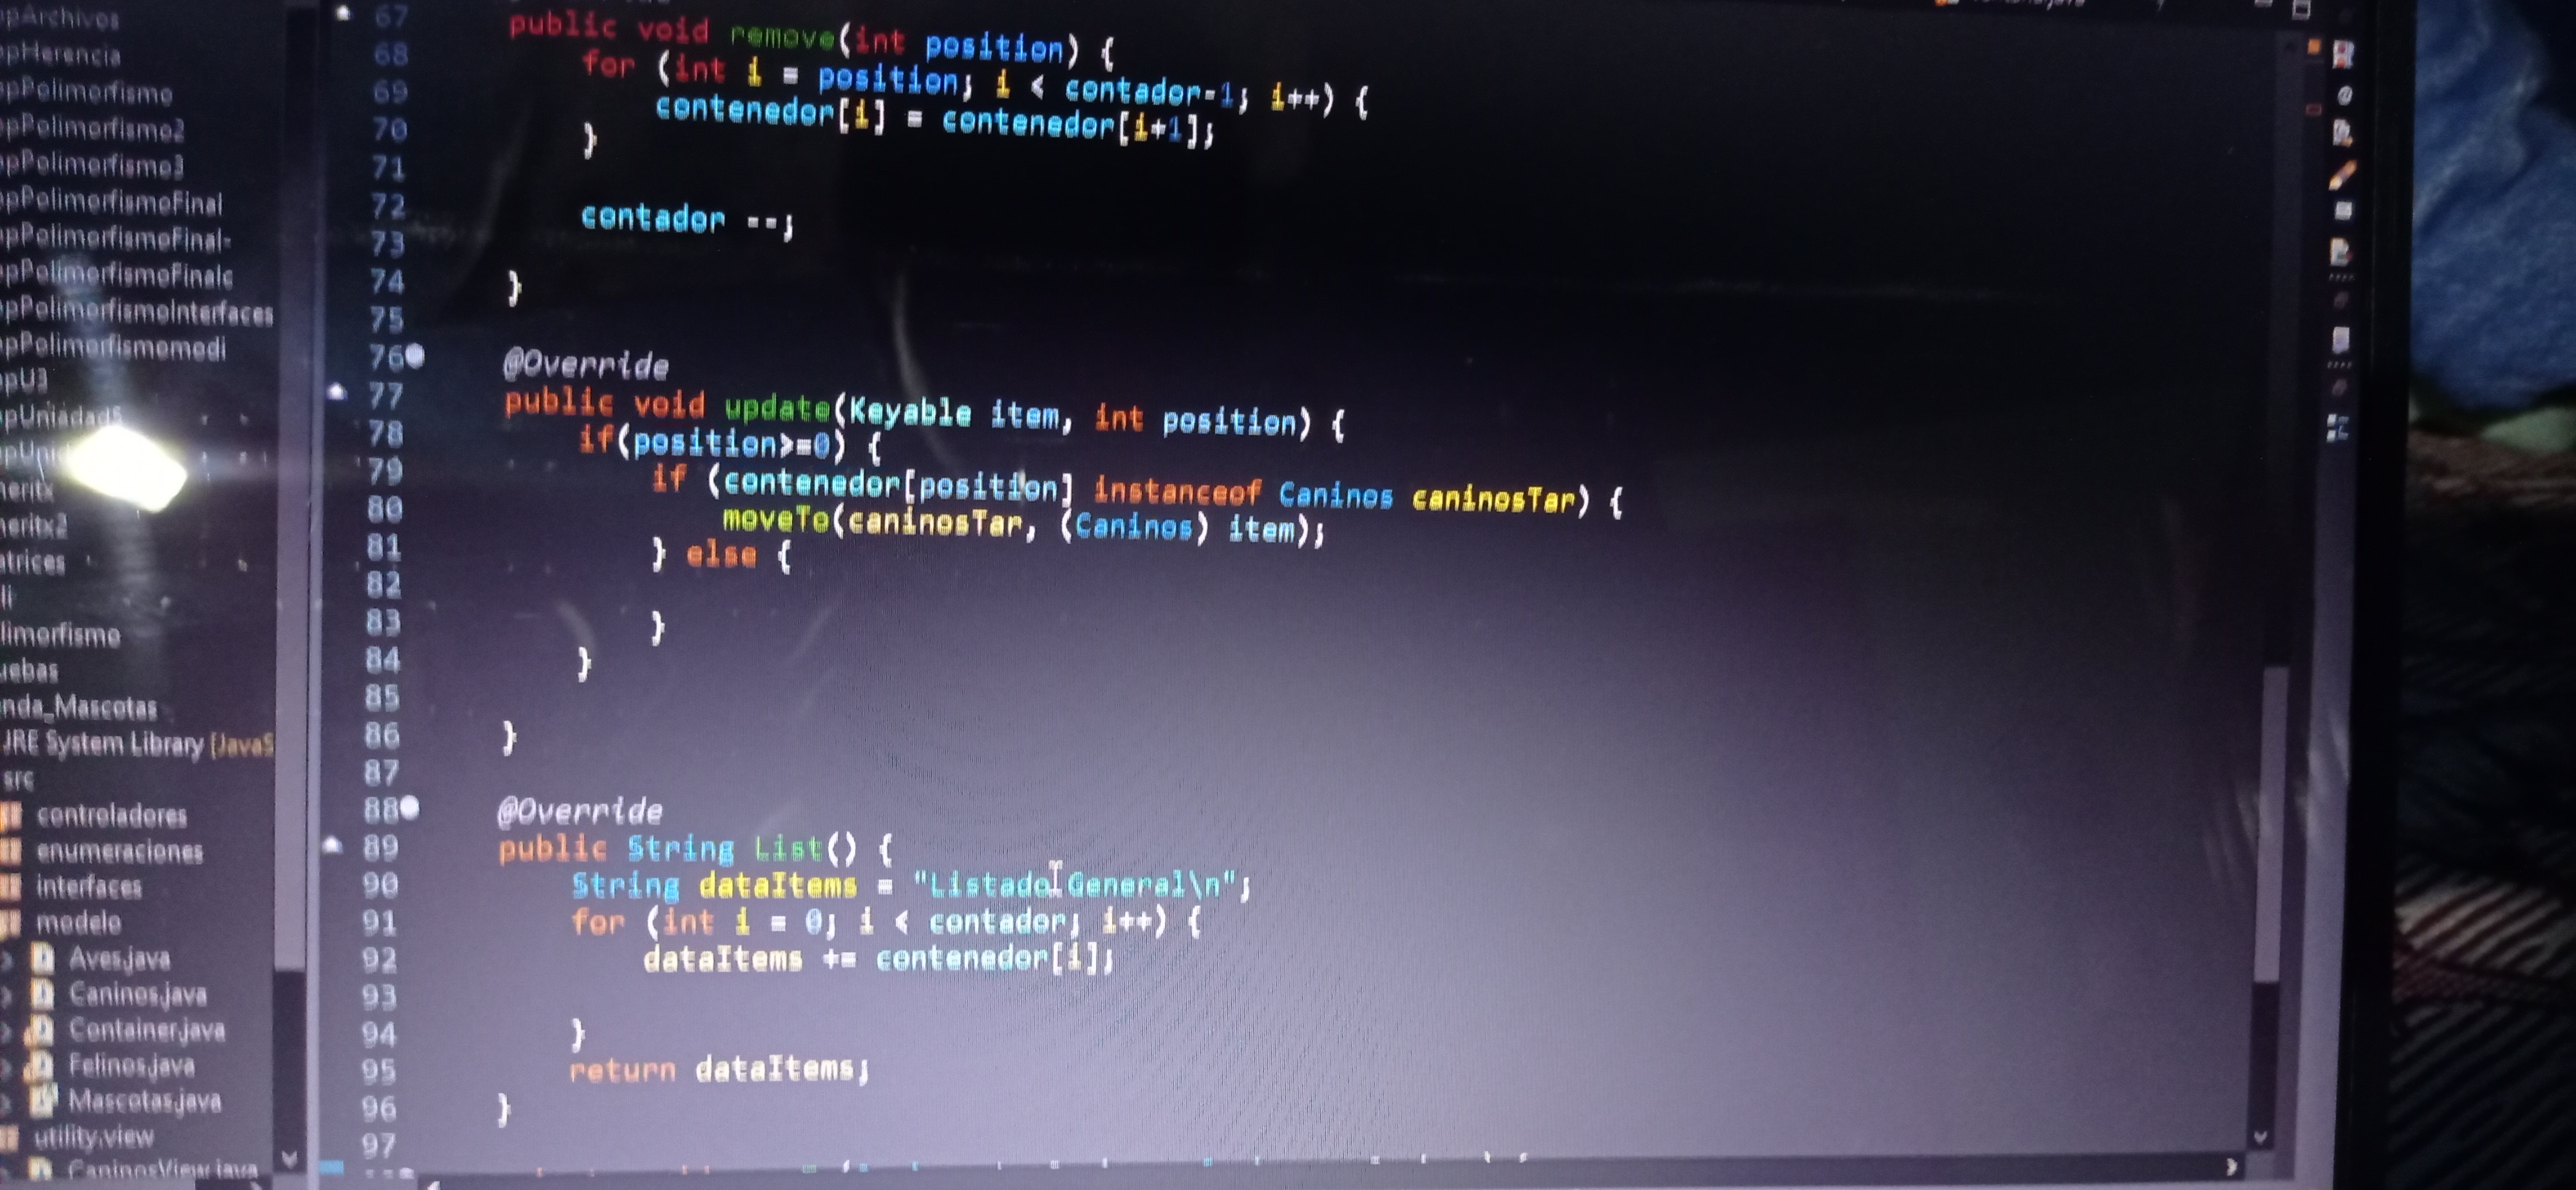 public void remove(int position) {
for (int i = position; i < contador-1; i++) {
contenedor[i] = contenedor[i+1];
}
contador --;
}
@Override
public void update(Keyable item, int position) {
if(position>=0) {
if (contenedor[position] instanceof Caninos caninosTar) {
moveTo(caninosTar, (Caninos) item);
} else {
}
}
}
@Override
public String List() {
String dataItems = "Listado General\n";
for (int i = 0; i < contador; i++) {
dataItems += contenedor[i];
}
return dataItems;
}
67
68
69
70
71
72
73
74
75
76
77
78
79
80
81
82
83
84
85
86
87
88
89
90
91
92
93
94
95
96
97
pArchivos
pHerencia
pPolimorfismo
pPolimorfismo2
pPolimorfismo3
pPolimorfismoFinal
pPolimorfismoFinal-
pPolimorfismoFinalc
pPolimorfismoInterfaces
pPolimorfismomodi
pU3
pUniadad5
eritx
eritx2
atrices
limorfismo
uebas
nda_Mascotas
JRE System Library [JavaS
src
controladores
enumeraciones
interfaces
modelo
Aves.java
Caninos.java
Container.java
Felinos.java
Mascotas.java
utility.view
CaninosView.java